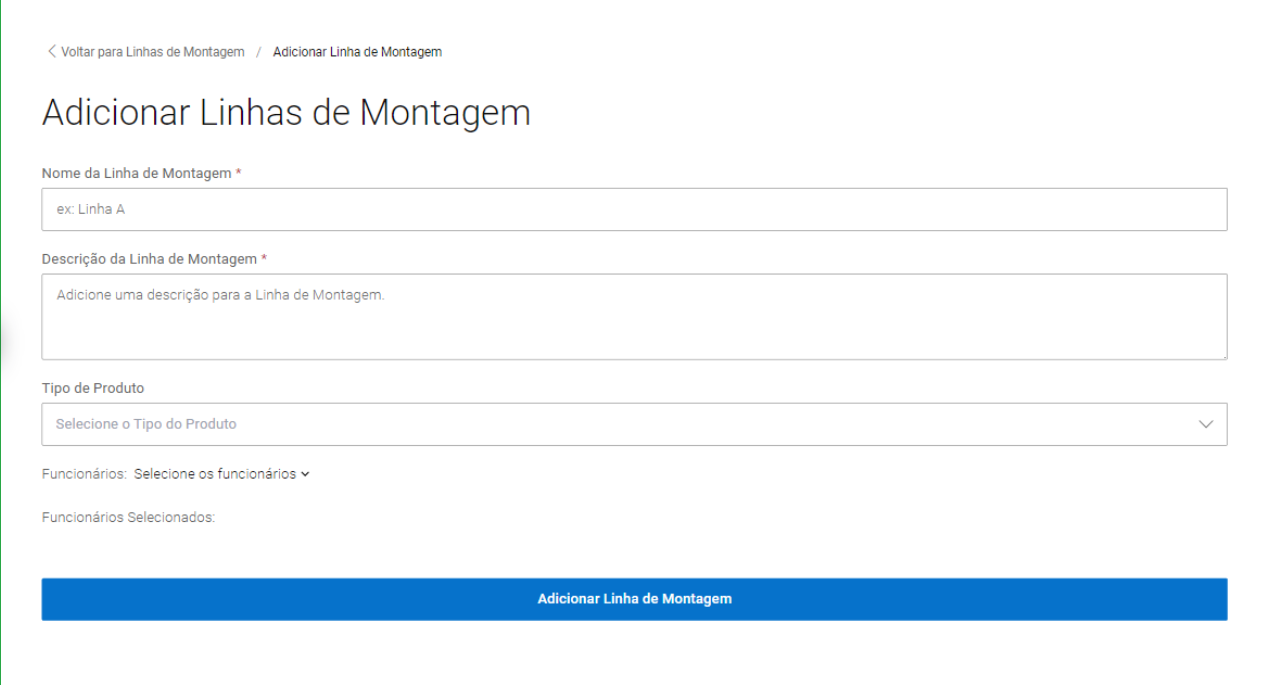 Voltar para Linhas de Montagem / Adicionar Linha de Montagem
Adicionar Linhas de Montagem
Nome da Linha de Montagem *
ex: Linha A
Descrição da Linha de Montagem *
Adicione uma descrição para a Linha de Montagem.
Tipo de Produto
Selecione o Tipo do Produto
Funcionários: Selecione os funcionários
Funcionários Selecionados:
Adicionar Linha de Montagem